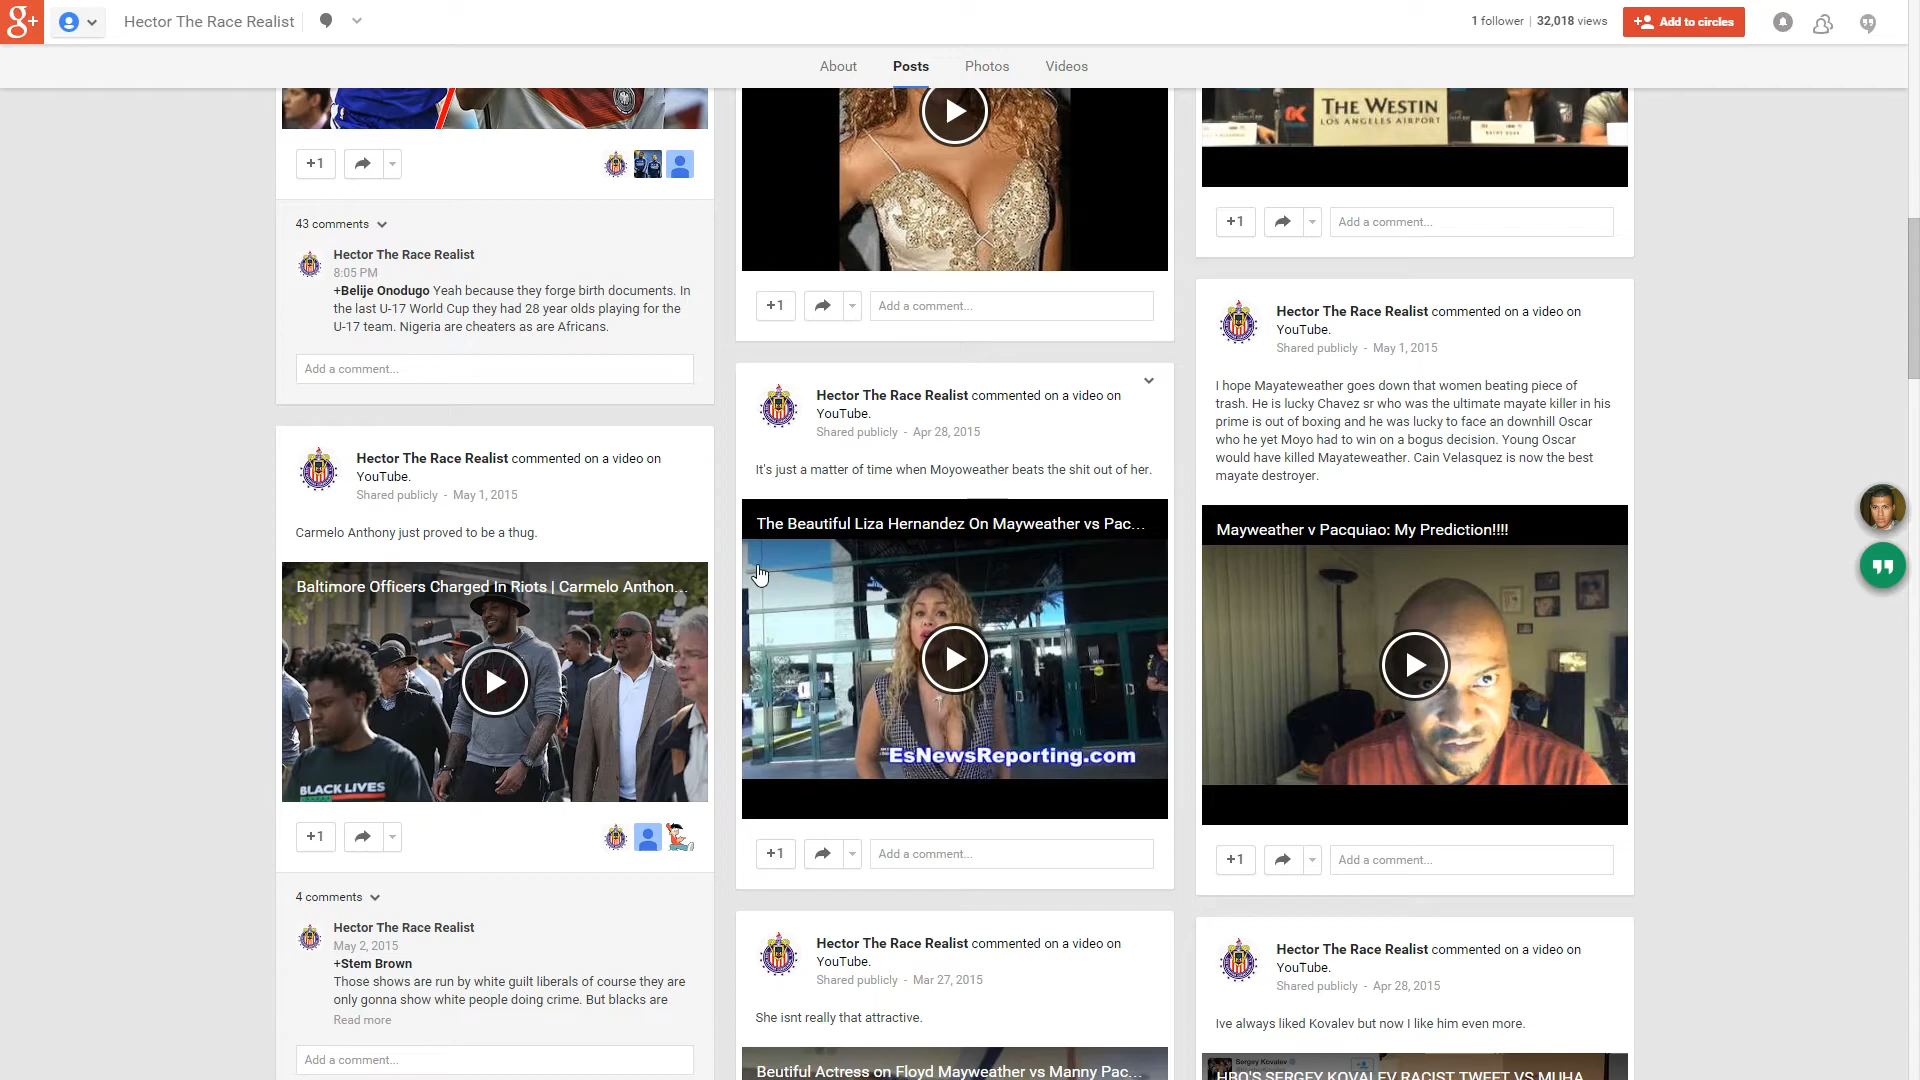 g+
Hector The Race Realist
1 follower | 32,018 views
Add to circles
About
Posts
Photos
Videos
+1
43 comments
Hector The Race Realist
8:05 PM
+Belije Onodugo Yeah because they forge birth documents. In
the last U-17 World Cup they had 28 year olds playing for the
U-17 team. Nigeria are cheaters as are Africans.
Add a comment...
Hector The Race Realist commented on a video on
YouTube.
Shared publicly - May 1, 2015
Carmelo Anthony just proved to be a thug.
Baltimore Officers Charged In Riots | Carmelo Anthon...
BLACK LIVES
+1
4 comments
Hector The Race Realist
May 2, 2015
+Stem Brown
Those shows are run by white guilt liberals of course they are
only gonna show white people doing crime. But blacks are
Read more
Add a comment...
+1
Add a comment...
Hector The Race Realist commented on a video on
YouTube.
Shared publicly - Apr 28, 2015
It's just a matter of time when Moyoweather beats the shit out of her.
The Beautiful Liza Hernandez On Mayweather vs Pac...
EsNewsReporting.com
+1
Add a comment...
Hector The Race Realist commented on a video on
YouTube.
Shared publicly - Mar 27, 2015
She isnt really that attractive.
Beutiful Actress on Floyd Mayweather vs Manny Pac...
THE WESTIN
LOS ANGELES AIRPORT
+1
Add a comment...
Hector The Race Realist commented on a video on
YouTube.
Shared publicly - May 1, 2015
I hope Mayateweather goes down that women beating piece of
trash. He is lucky Chavez sr who was the ultimate mayate killer in his
prime is out of boxing and he was lucky to face an downhill Oscar
who he yet Moyo had to win on a bogus decision. Young Oscar
would have killed Mayateweather. Cain Velasquez is now the best
mayate destroyer.
Mayweather v Pacquiao: My Prediction!!!!
+1
Add a comment...
Hector The Race Realist commented on a video on
YouTube.
Shared publicly - Apr 28, 2015
Ive always liked Kovalev but now I like him even more.
Sergey Kovalev
HBO'S SERGEY KOVALEV RACIST TWEET VS MUHA...